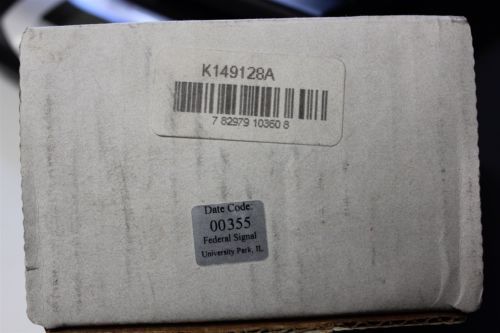 K149128A
7 82979 10360 8
Date Code:
00355
Federal Signal
University Park, IL